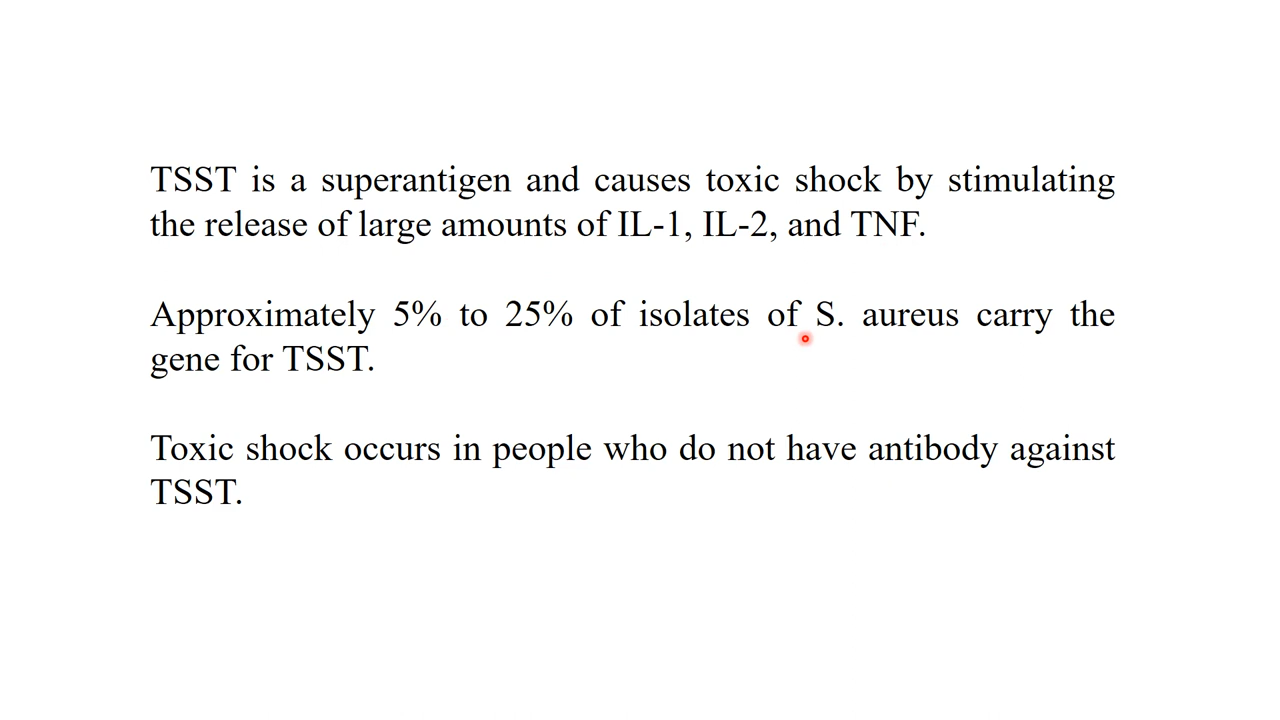 TSST is a superantigen and causes toxic shock by stimulating
the release of large amounts of IL-1, IL-2, and TNF.
Approximately 5% to 25% of isolates of S. aureus carry the
gene for TSST.
Toxic shock occurs in people who do not have antibody against
TSST.